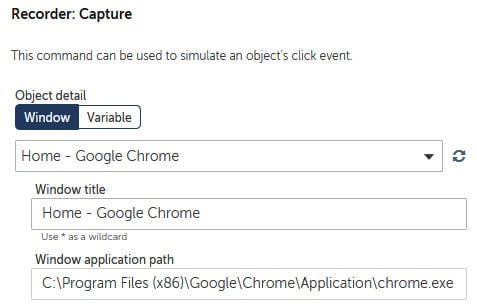 Recorder: Capture
This command can be used to simulate an object's click event.
Object detail
Window Variable
Home - Google Chrome
Window title
Home - Google Chrome
Use * as a wildcard
Window application path
C:\Program Files (x86)\Google\Chrome\Application\chrome.exe